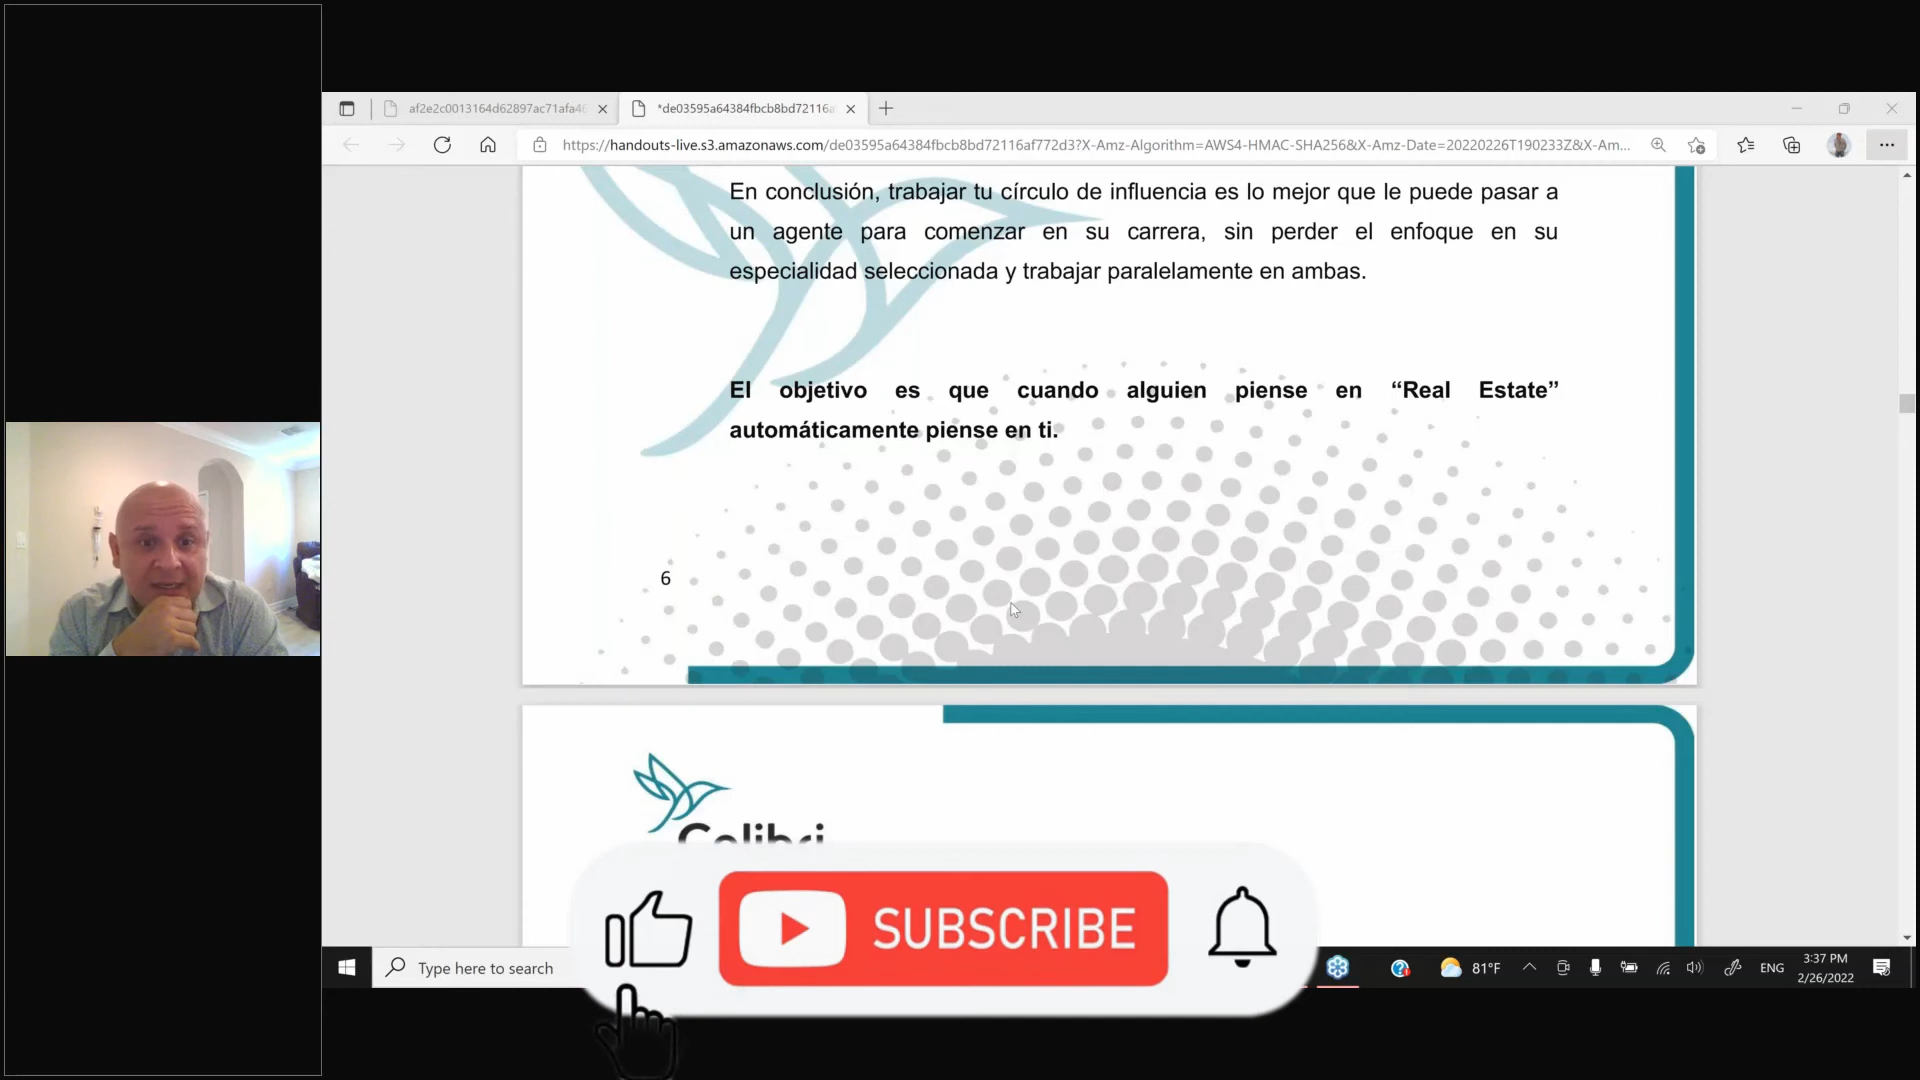 af2e2c0013164d62897ac71afa4
*de03595a64384fbcb8bd72116a
https://handouts-live.s3.amazonaws.com/de03595a64384fbcb8bd72116af772d3?X-Amz-Algorithm=AWS4-HMAC-SHA256&X-Amz-Date=20220226T190233Z&X-Am...
En conclusión, trabajar tu círculo de influencia es lo mejor que le puede pasar a
un agente para comenzar en su carrera, sin perder el enfoque en su
especialidad seleccionada y trabajar paralelamente en ambas.
El objetivo es que cuando alguien piense en “Real Estate”
automáticamente piense en ti.
6
Colibri
SUBSCRIBE
Type here to search
81°F
ENG
3:37 PM
2/26/2022